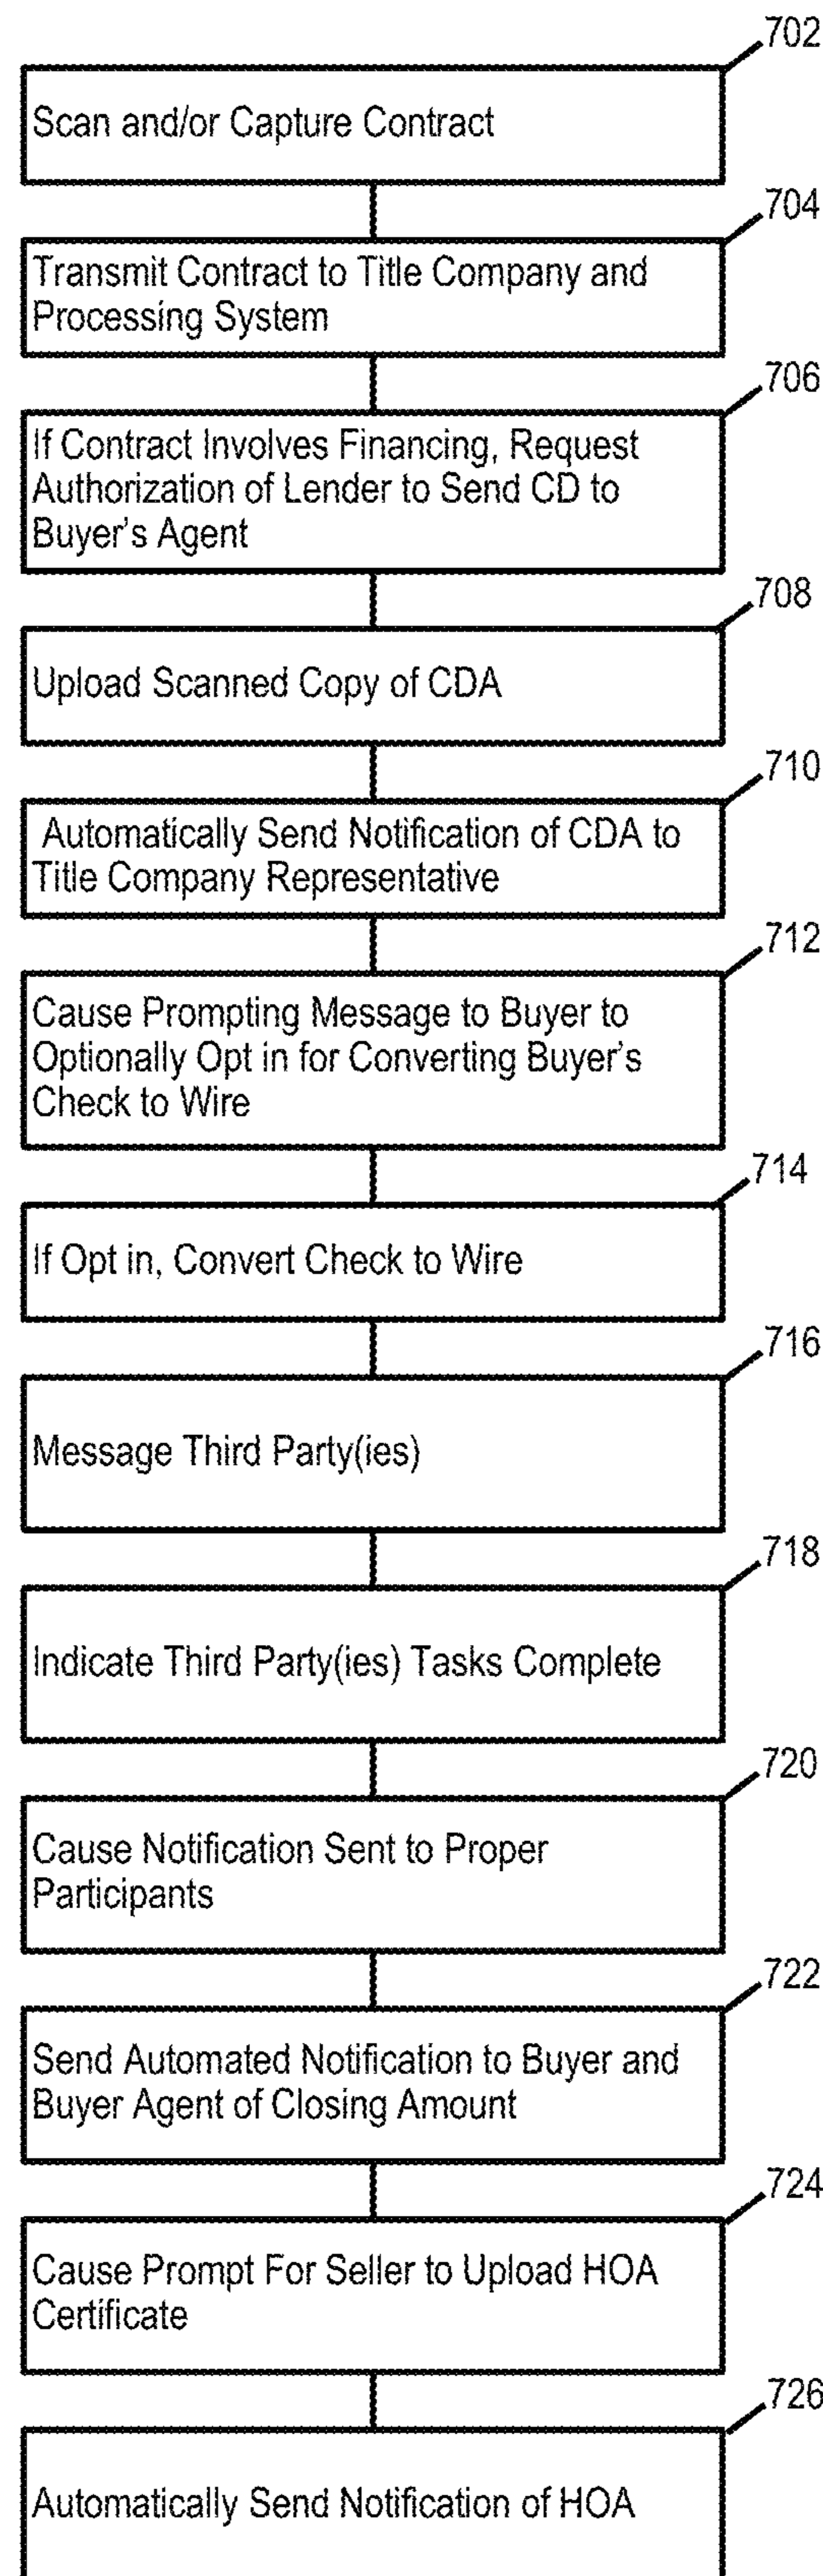 702
Scan and/or Capture Contract
704
Transmit Contract to Title Company and
Processing System
706
If Contract Involves Financing, Request
Authorization of Lender to Send CD to
Buyer's Agent
708
Upload Scanned Copy of CDA
710
Automatically Send Notification of CDA to
Title Company Representative
712
Cause Prompting Message to Buyer to
Optionally Opt in for Converting Buyer's
Check to Wire
714
If Opt in, Convert Check to Wire
716
Message Third Party(ies)
718
Indicate Third Party(ies) Tasks Complete
720
Cause Notification Sent to Proper
Participants
722
Send Automated Notification to Buyer and
Buyer Agent of Closing Amount
724
Cause Prompt For Seller to Upload HOA
Certificate
726
Automatically Send Notification of HOA